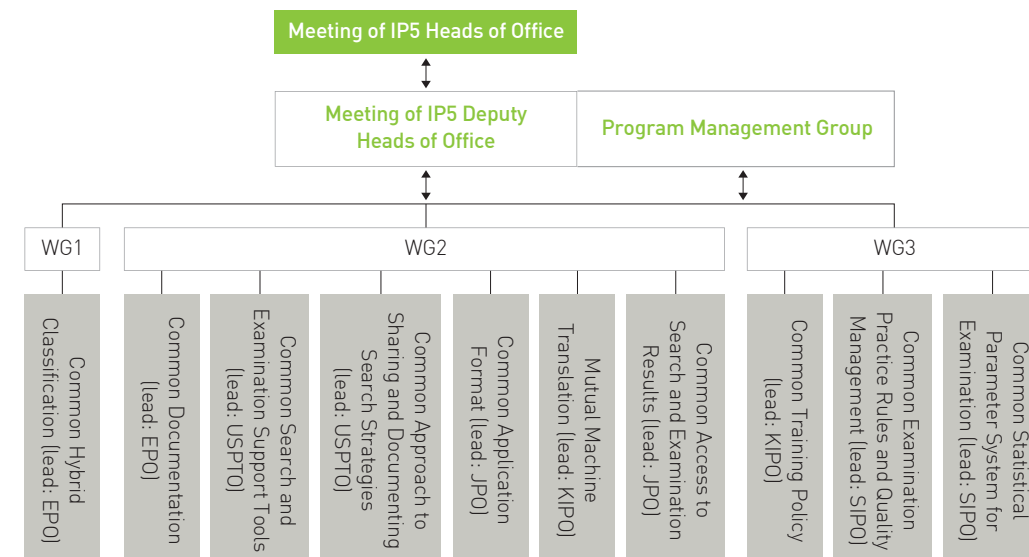 Meeting of IP5 Heads of Office
Meeting of IP5 Deputy
Heads of Office
Program Management Group
WG1
WG2
WG3
Common Hybrid
Classification (lead: EPO)
Common Documentation
(lead: EPO)
Common Search and
Examination Support Tools
(lead: USPTO)
Common Approach to
Sharing and Documenting
Search Strategies
(lead: USPTO)
Common Application
Format (lead: JPO)
Mutual Machine
Translation (lead: KIPO)
Common Access to
Search and Examination
Results (lead: JPO)
Common Training Policy
(lead: KIPO)
Common Examination
Practice Rules and Quality
Management (lead: SIPO)
Common Statistical
Parameter System for
Examination (lead: SIPO)